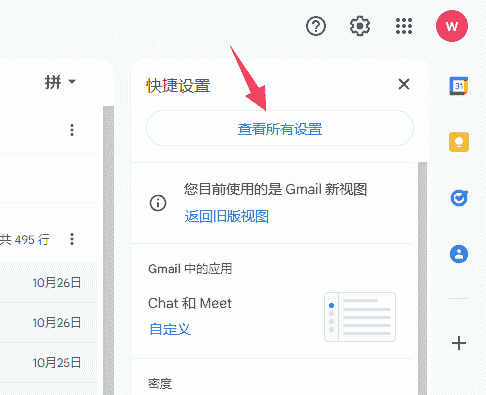 W
拼
快捷设置
查看所有设置
31
您目前使用的是 Gmail 新视图
返回旧版视图
共 495 行
Gmail 中的应用
10月26日
Chat 和 Meet
10月26日
自定义
10月25日
密度